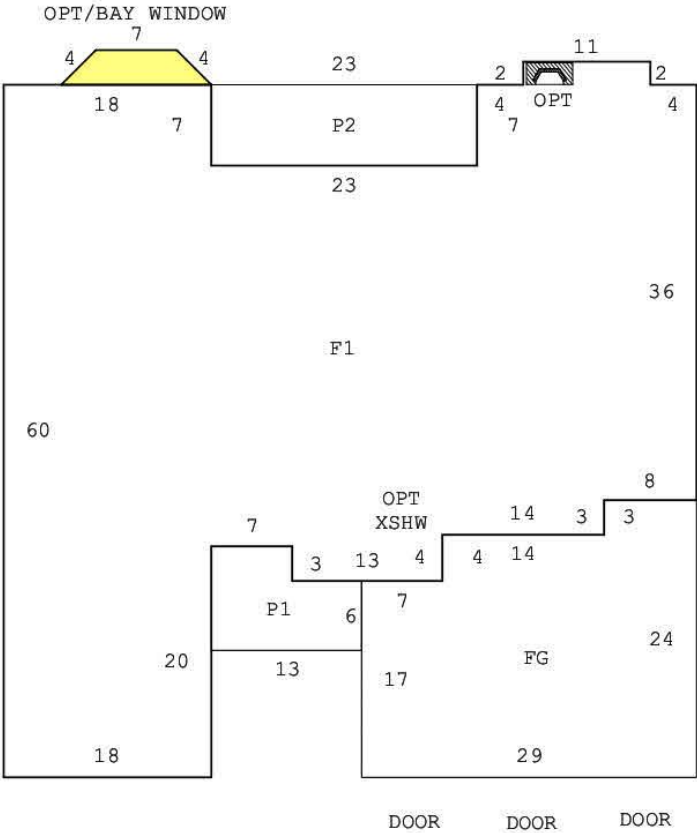 OPT/BAY WINDOW
7
4 4
11
23
2 2
18
4 OPT 4
7 P2 7
23
36
F1
60
8
OPT
XSHW
14 3 3
7
3 13 4 4 14
P1 6 7
20 13 17 FG 24
18 29
DOOR DOOR DOOR